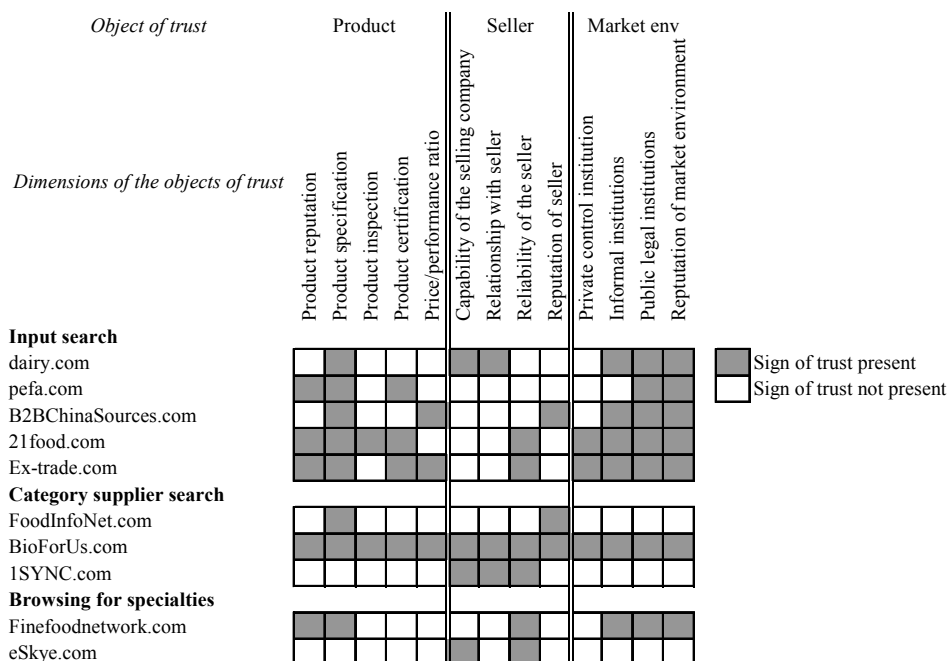 Object of trust Product Seller Market env
Dimensions of the objects of trust
Product reputation
Product specification
Product inspection
Product certification
Price/performance ratio
Capability of the selling company
Relationship with seller
Reliability of the seller
Reputation of seller
Private control institution
Informal institutions
Public legal institutions
Reptutation of market environment
Input search
dairy.com
Sign of trust present
pefa.com
Sign of trust not present
B2BChinaSources.com
21food.com
Ex-trade.com
Category supplier search
FoodInfoNet.com
BioForUs.com
1SYNC.com
Browsing for specialties
Finefoodnetwork.com
eSkye.com